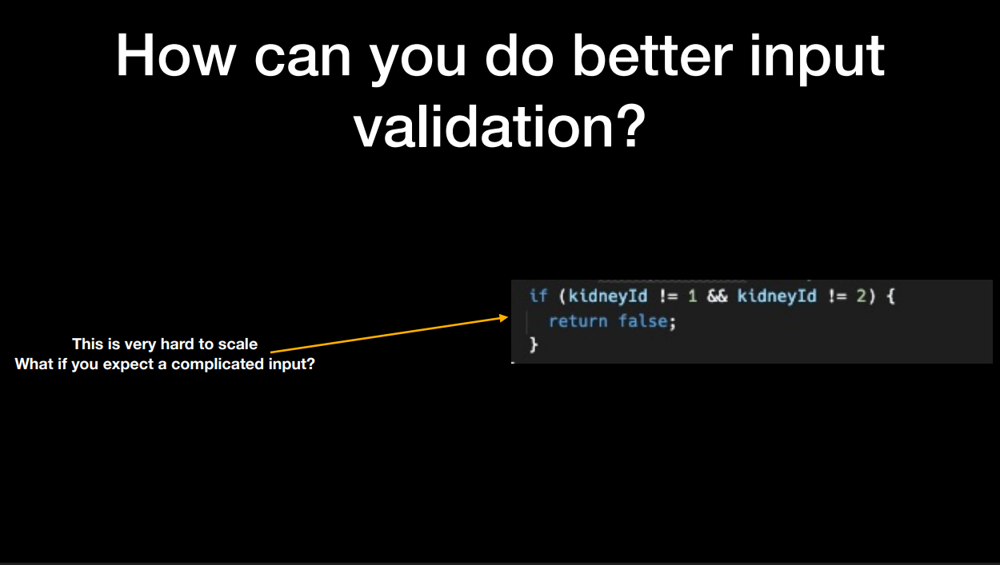 How can you do better input
validation?
if (kidneyId != 1 && kidneyId != 2) {
return false;
}
This is very hard to scale
What if you expect a complicated input?